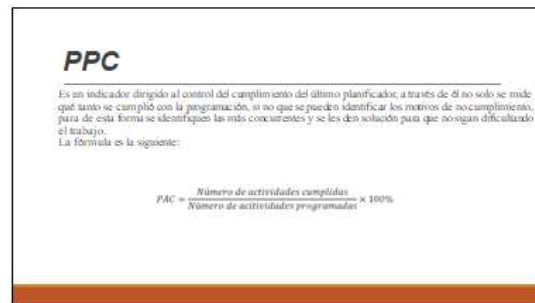 PPC
Es un indicador dirigido al control del cumplimiento del último planificador, a través de él no solo se mide
qué tanto se cumplió con la programación, si no que se pueden identificar los motivos de no cumplimiento,
para de esta forma se identifiquen las más concurrentes y se les den solución para que no sigan dificultando
el trabajo.
La fórmula es la siguiente:
PAC = Número de actividades cumplidas / Número de acitividades programadas × 100%